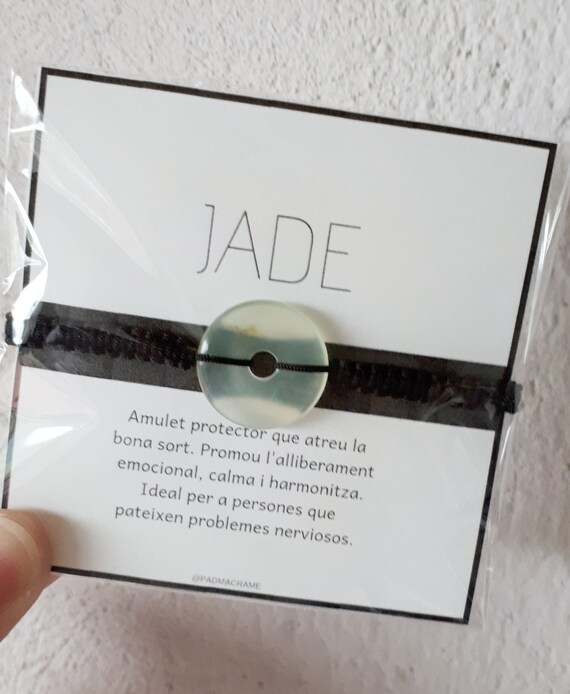 JADE
Amulet protector que atreu la
bona sort. Promou l'alliberament
emocional, calma i harmonitza.
Ideal per a persones que
pateixen problemes nerviosos.
@PADMACRAME